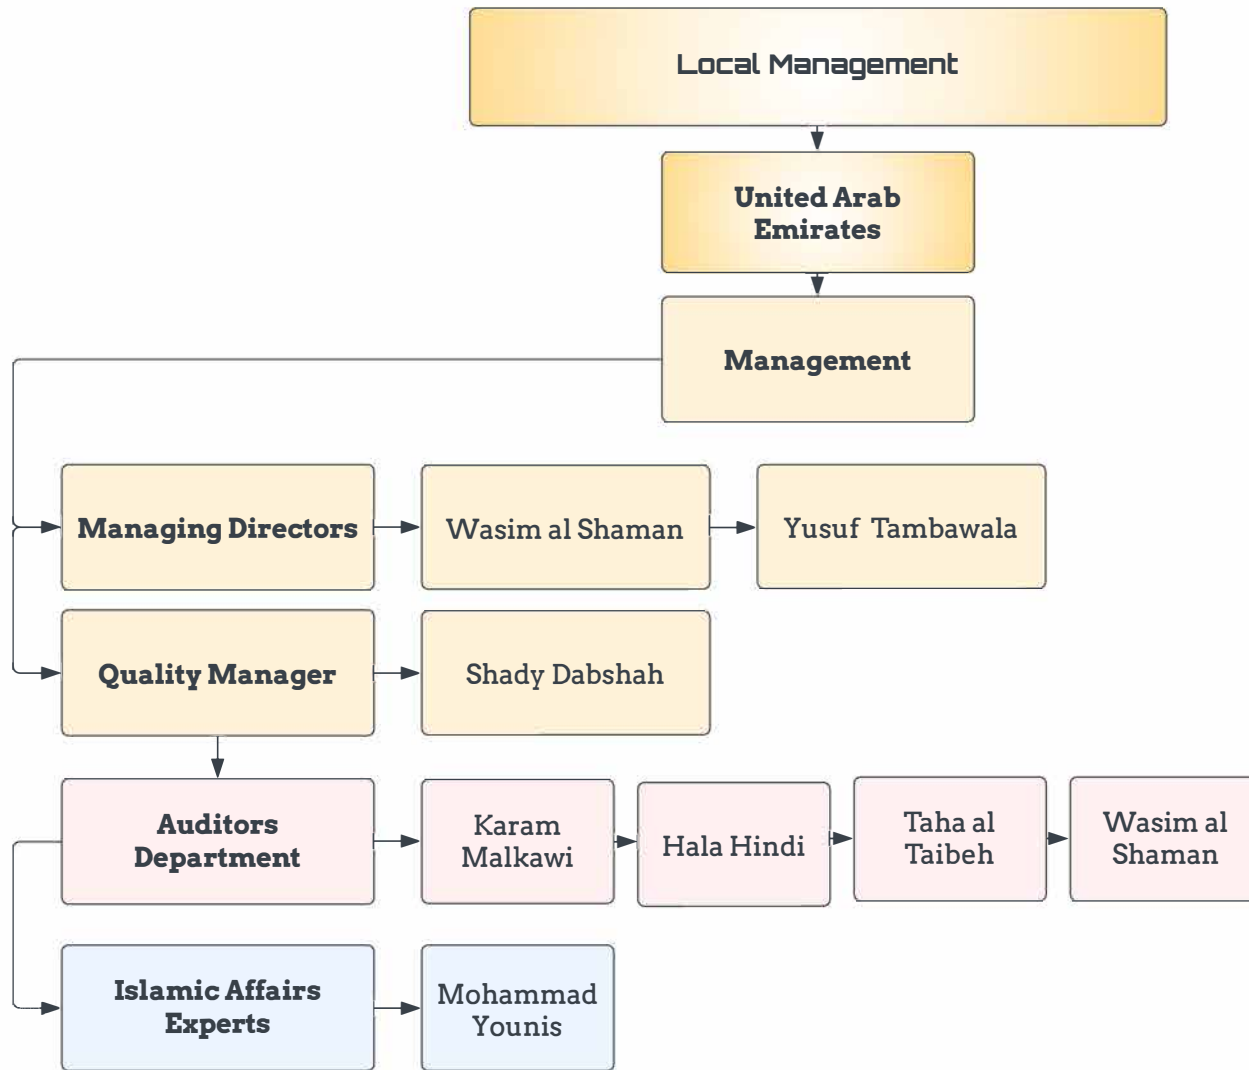 Local Management
United Arab
Emirates
Management
Managing Directors
Wasim al Shaman
Yusuf Tambawala
Quality Manager
Shady Dabshah
Auditors
Department
Karam
Malkawi
Hala Hindi
Taha al
Taibeh
Wasim al
Shaman
Islamic Affairs
Experts
Mohammad
Younis